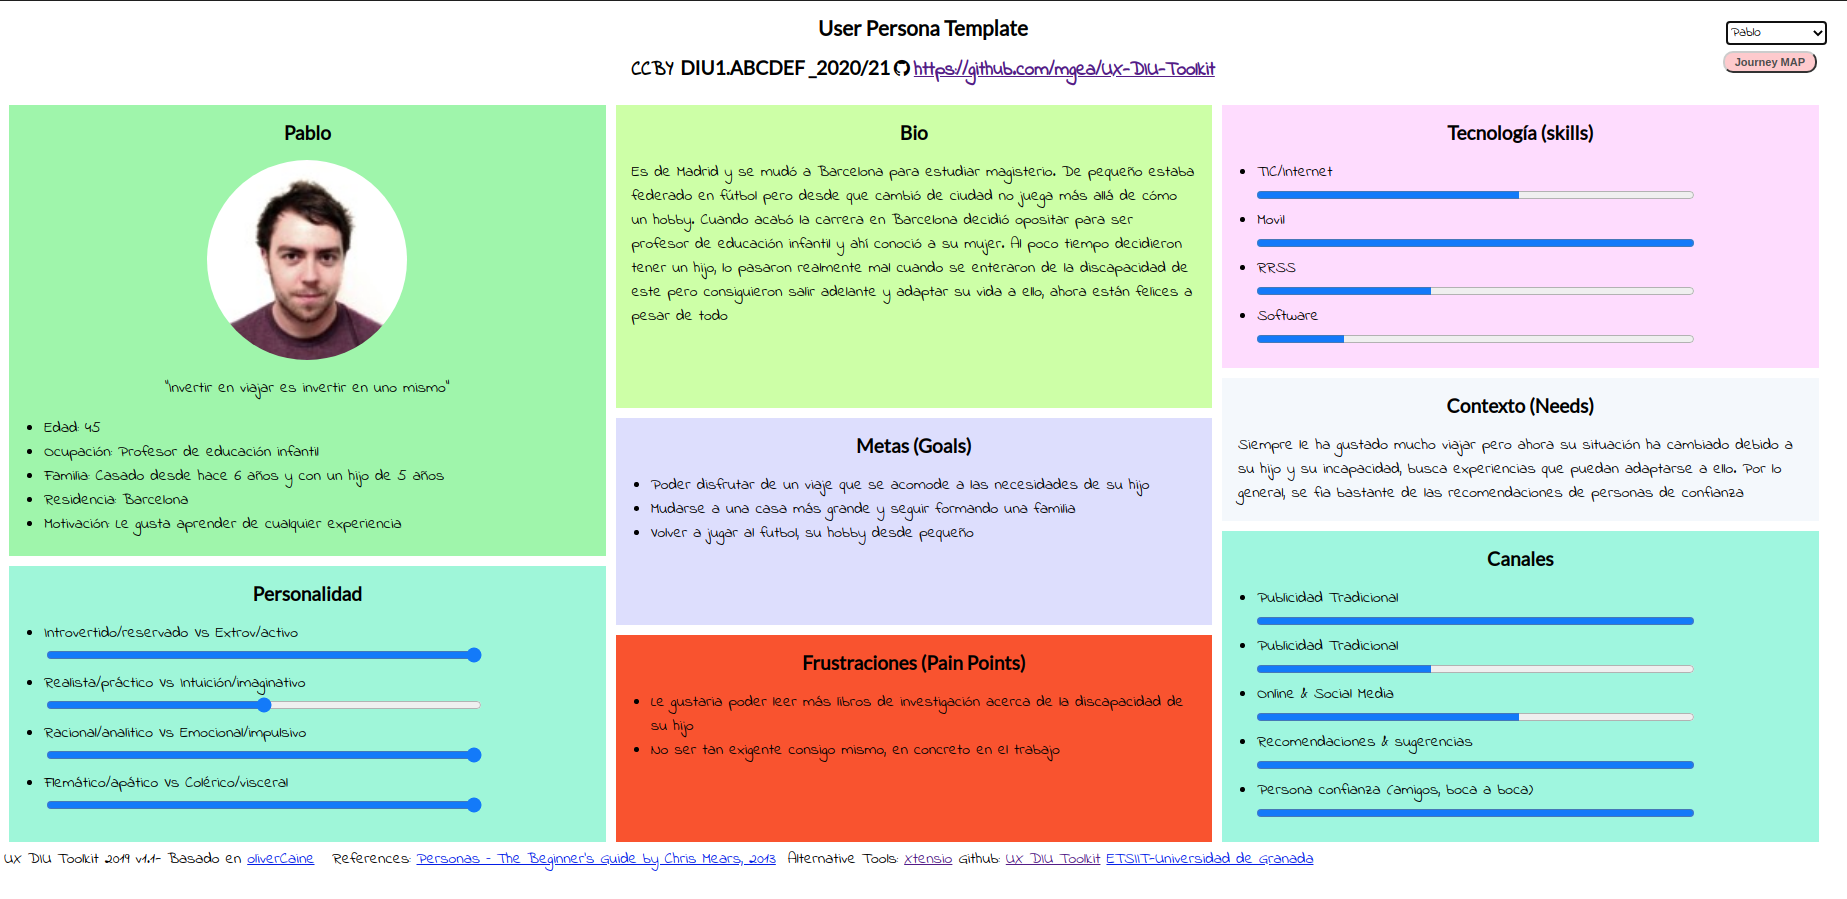 User Persona Template
CCBY DIU1.ABCDEF _2020/21 https://github.com/mgea/UX-DIU-Toolkit
Pablo
Journey MAP
Pablo
"Invertir en viajar es invertir en uno mismo"
Edad: 45
Ocupación: Profesor de educación infantil
Familia: Casado desde hace 6 años y con un hijo de 5 años
Residencia: Barcelona
Motivación: Le gusta aprender de cualquier experiencia
Personalidad
Introvertido/reservado Vs Extrov/activo
Realista/práctico Vs Intuición/imaginativo
Racional/analítico Vs Emocional/impulsivo
Flemático/apático Vs Colérico/visceral
Bio
Es de Madrid y se mudó a Barcelona para estudiar magisterio. De pequeño estaba
federado en fútbol pero desde que cambió de ciudad no juega más allá de cómo
un hobby. Cuando acabó la carrera en Barcelona decidió opositar para ser
profesor de educación infantil y ahí conoció a su mujer. Al poco tiempo decidieron
tener un hijo, lo pasaron realmente mal cuando se enteraron de la discapacidad de
este pero consiguieron salir adelante y adaptar su vida a ello, ahora están felices a
pesar de todo
Metas (Goals)
Poder disfrutar de un viaje que se acomode a las necesidades de su hijo
Mudarse a una casa más grande y seguir formando una familia
Volver a jugar al futbol, su hobby desde pequeño
Frustraciones (Pain Points)
Le gustaria poder leer más libros de investigación acerca de la discapacidad de
su hijo
No ser tan exigente consigo mismo, en concreto en el trabajo
Tecnología (skills)
TIC/Internet
Movil
RRSS
Software
Contexto (Needs)
Siempre le ha gustado mucho viajar pero ahora su situación ha cambiado debido a
su hijo y su incapacidad, busca experiencias que puedan adaptarse a ello. Por lo
general, se fia bastante de las recomendaciones de personas de confianza
Canales
Publicidad Tradicional
Publicidad Tradicional
Online & Social Media
Recomendaciones & sugerencias
Persona confianza (amigos, boca a boca)
UX DIU Toolkit 2019 v1.1- Basado en oliverCaine References: Personas - The Beginner's Guide by Chris Mears, 2013 Alternative Tools: Xtensio Github: UX DIU Toolkit ETSIIT-Universidad de Granada